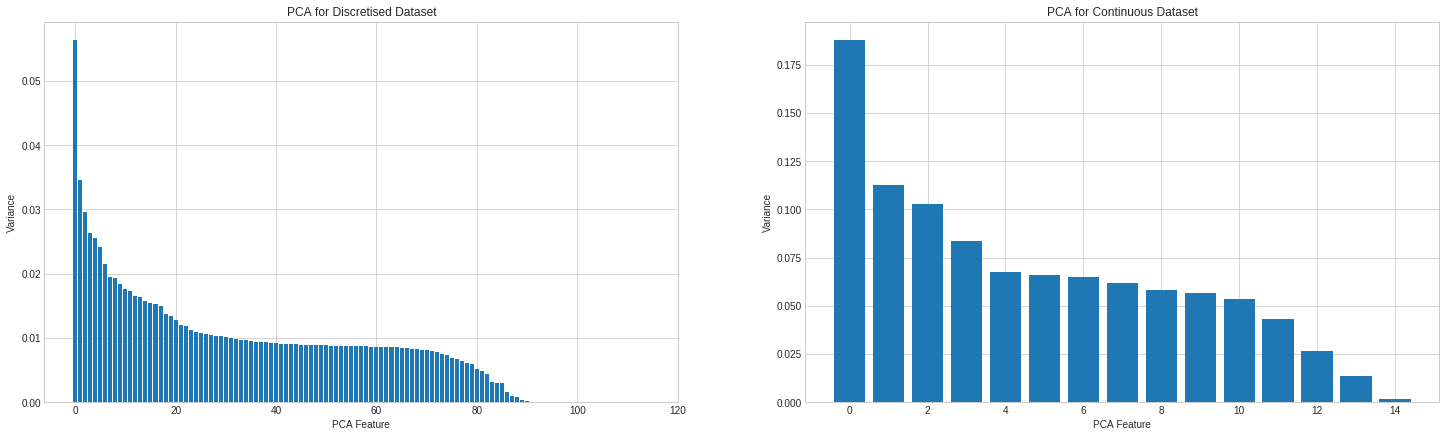 PCA for Discretised Dataset
Variance
0.05
0.04
0.03
0.02
0.01
0.00
0 20 40 60 80 100 120
PCA Feature
PCA for Continuous Dataset
Variance
0.175
0.150
0.125
0.100
0.075
0.050
0.025
0.000
0 2 4 6 8 10 12 14
PCA Feature